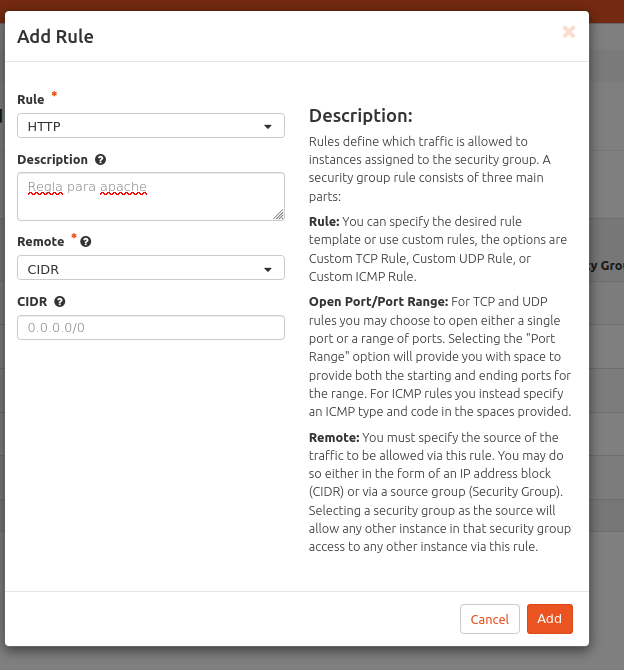 Add Rule
×
Rule *
HTTP
Description
Regla para apache
Remote *
CIDR
CIDR
0.0.0.0/0
Description:
Rules define which traffic is allowed to
instances assigned to the security group. A
security group rule consists of three main
parts:
Rule: You can specify the desired rule
template or use custom rules, the options are
Custom TCP Rule, Custom UDP Rule, or
Custom ICMP Rule.
Open Port/Port Range: For TCP and UDP
rules you may choose to open either a single
port or a range of ports. Selecting the "Port
Range" option will provide you with space to
provide both the starting and ending ports for
the range. For ICMP rules you instead specify
an ICMP type and code in the spaces provided.
Remote: You must specify the source of the
traffic to be allowed via this rule. You may do
so either in the form of an IP address block
(CIDR) or via a source group (Security Group).
Selecting a security group as the source will
allow any other instance in that security group
access to any other instance via this rule.
Cancel
Add
y Gro